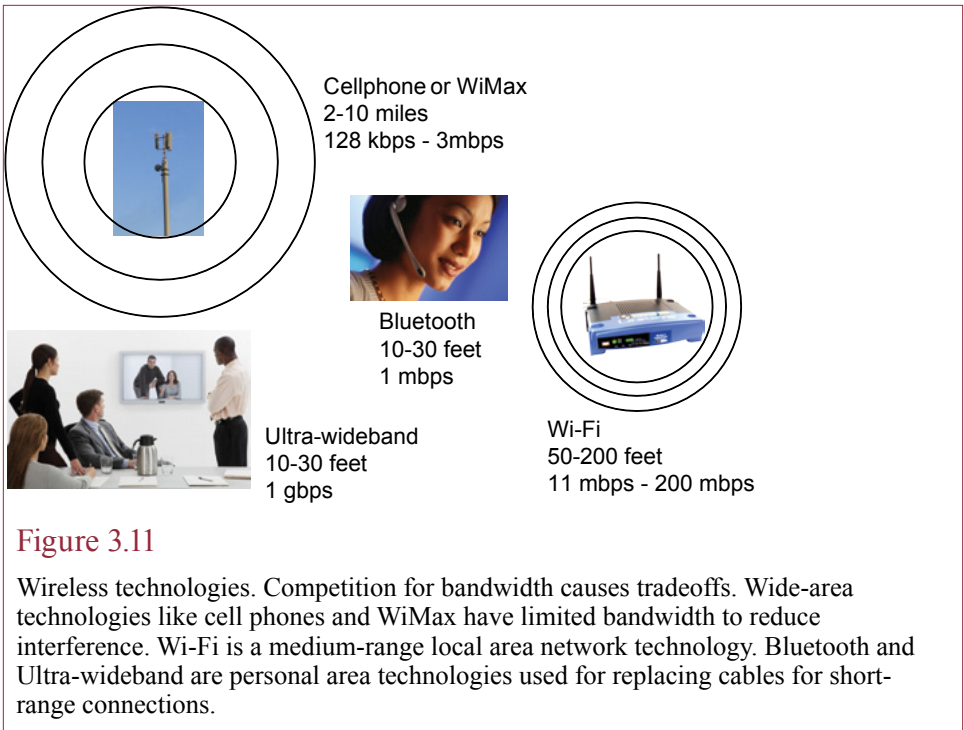 Cellphone or WiMax
2-10 miles
128 kbps - 3mbps
Bluetooth
10-30 feet
1 mbps
Ultra-wideband
10-30 feet
1 gbps
Wi-Fi
50-200 feet
11 mbps - 200 mbps
Figure 3.11
Wireless technologies. Competition for bandwidth causes tradeoffs. Wide-area
technologies like cell phones and WiMax have limited bandwidth to reduce
interference. Wi-Fi is a medium-range local area network technology. Bluetooth and
Ultra-wideband are personal area technologies used for replacing cables for short-
range connections.